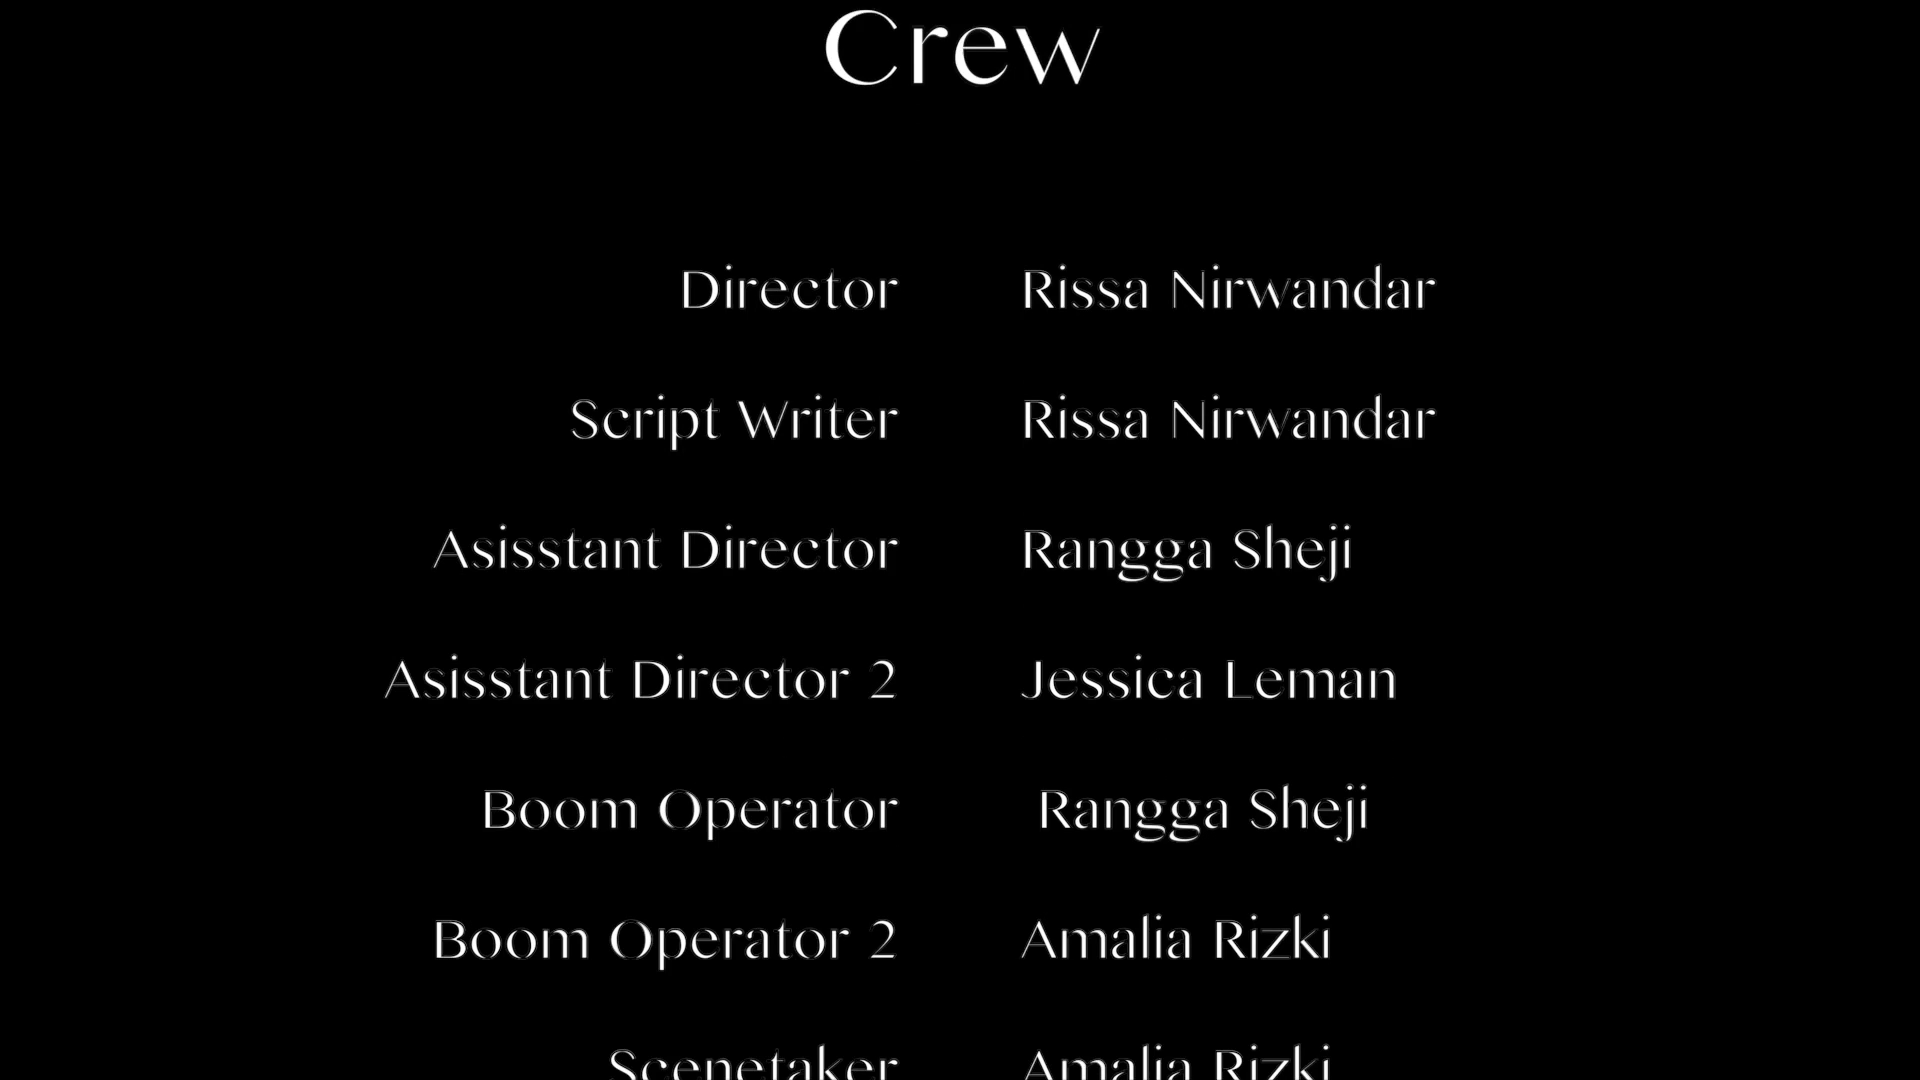 Crew
Director Rissa Nirwandar
Script Writer Rissa Nirwandar
Asisstant Director Rangga Sheji
Asisstant Director 2 Jessica Leman
Boom Operator Rangga Sheji
Boom Operator 2 Amalia Rizki
Scenetaker Amalia Rizki